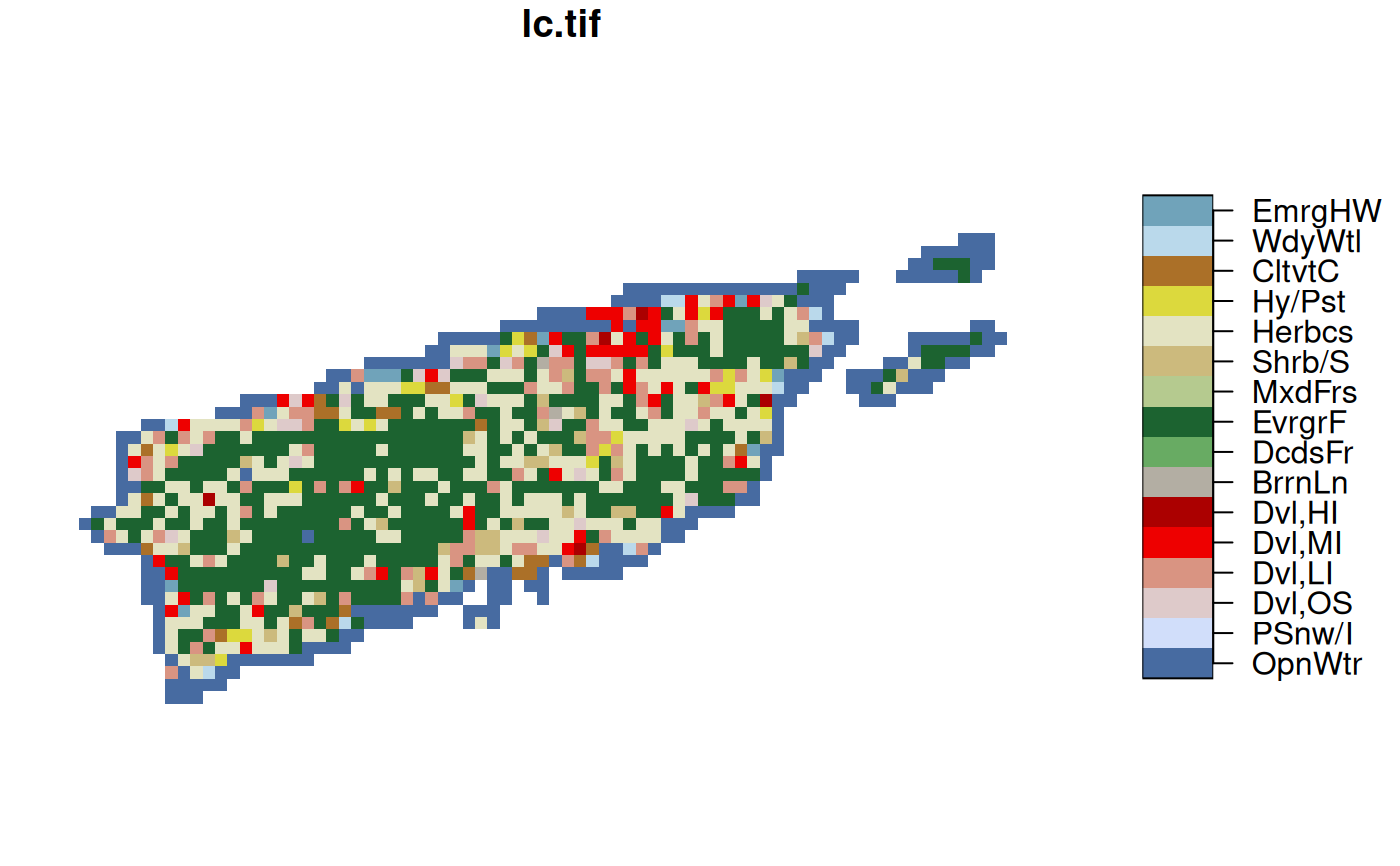 lc.tif
EmrgHW
WdyWtl
CltvtC
Hy/Pst
Herbcs
Shrb/S
MxdFrs
EvrgrF
DcdsFr
BrrnLn
Dvl,HI
Dvl,MI
Dvl,LI
Dvl,OS
PSnw/I
OpnWtr